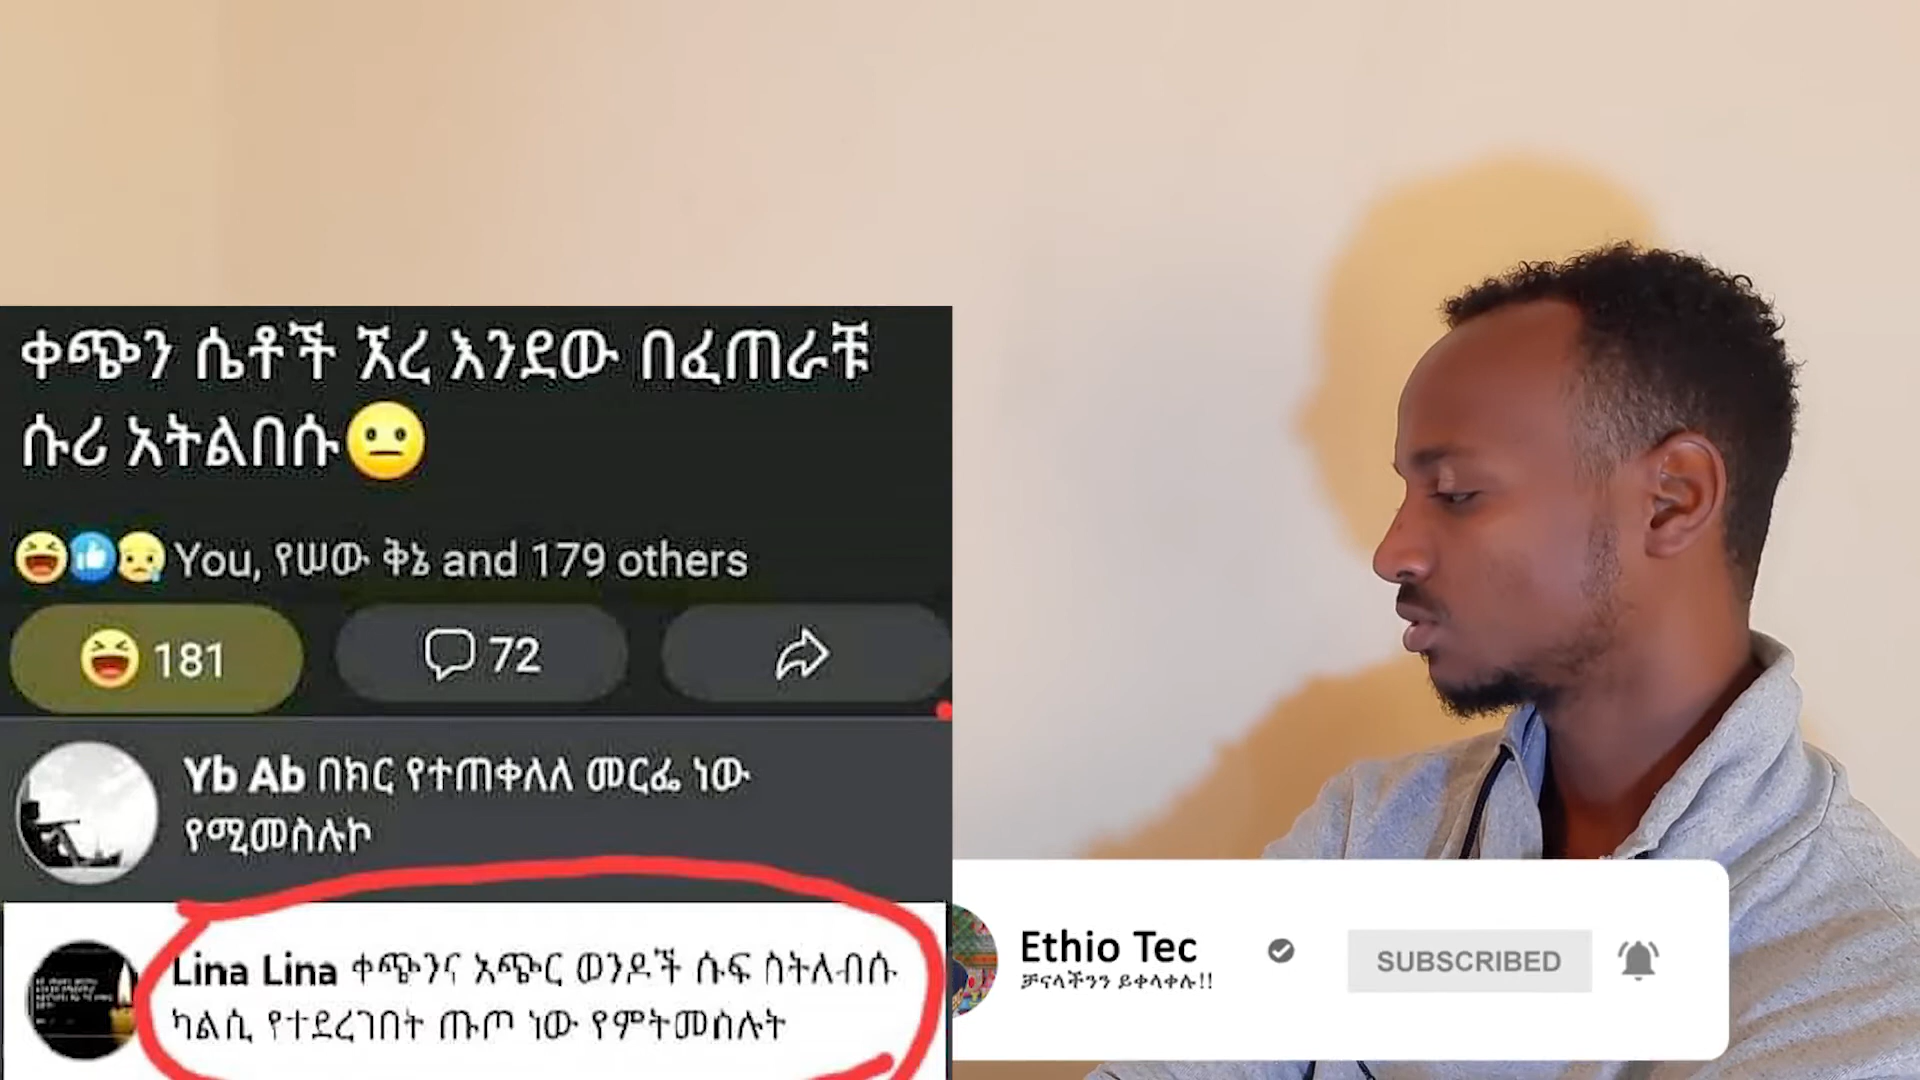 ቀጭን ሴቶች ኧረ እንደው በፈጠራቹ
ሱሪ አትልበሱ😐
You, የሠው ቅኔ and 179 others
181
72
Yb Ab በክር የተጠቀለለ መርፌ ነው
የሚመስሉኮ
Lina Lina ቀጭንና አጭር ወንዶች ሱፍ ስትለብሱ
ካልሲ የተደረገበት ጡጦ ነው የምትመስሉት
Ethio Tec
ቻናላችንን ይቀላቀሉ!!
SUBSCRIBED